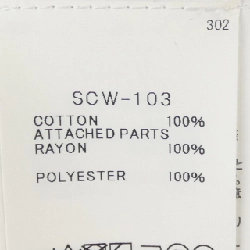 302
SCW-103
COTTON 100%
ATTACHED PARTS
RAYON 100%
POLYESTER 100%